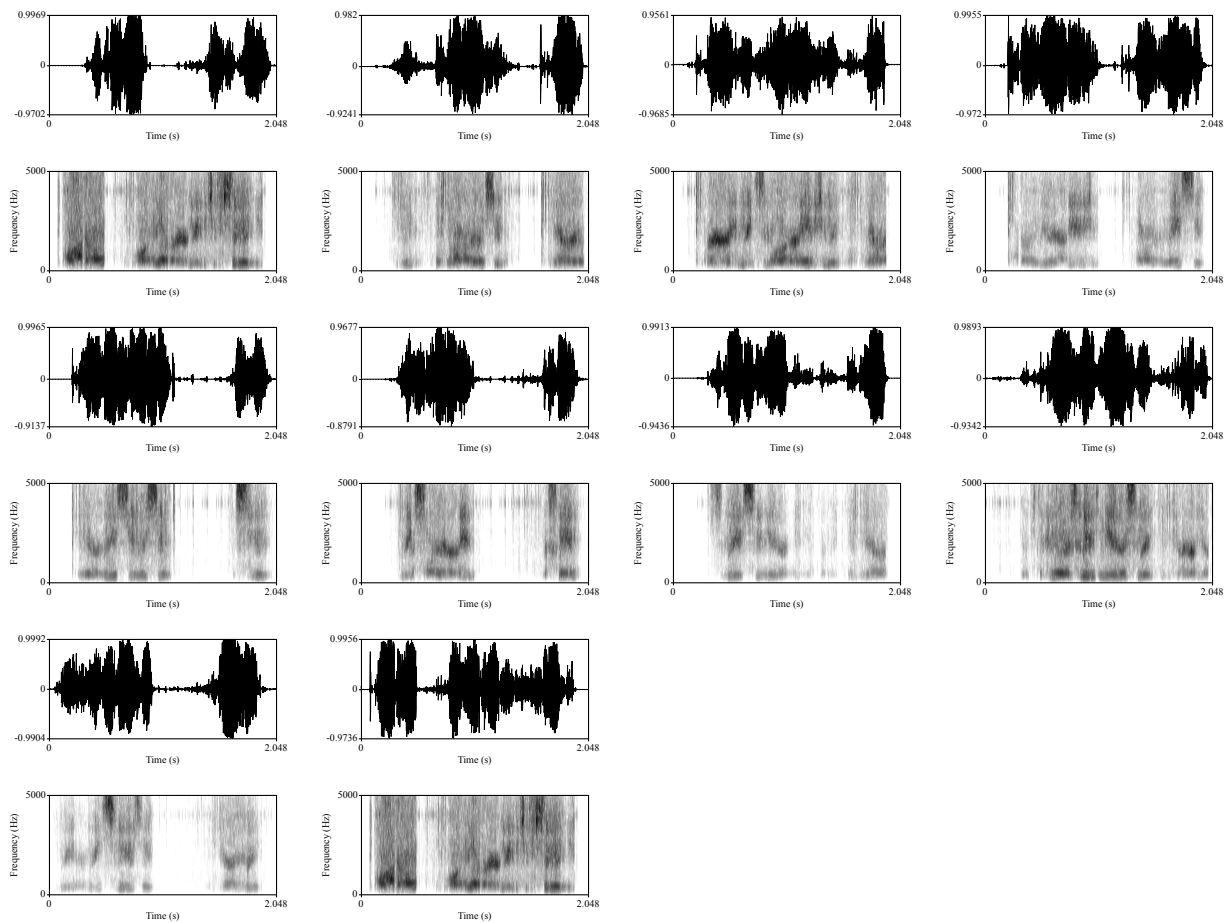 0.9969 0.982 0.9561 0.9955
0 0 0 0
-0.9702 -0.9241 -0.9685 -0.972
0 2.048 0 2.048 0 2.048 0 2.048
Time (s) Time (s) Time (s) Time (s)
5000 5000 5000 5000
Frequency (Hz) Frequency (Hz) Frequency (Hz) Frequency (Hz)
0 0 0 0
0 2.048 0 2.048 0 2.048 0 2.048
Time (s) Time (s) Time (s) Time (s)
0.9965 0.9677 0.9913 0.9893
0 0 0 0
-0.9137 -0.8791 -0.9436 -0.9342
0 2.048 0 2.048 0 2.048 0 2.048
Time (s) Time (s) Time (s) Time (s)
5000 5000 5000 5000
Frequency (Hz) Frequency (Hz) Frequency (Hz) Frequency (Hz)
0 0 0 0
0 2.048 0 2.048 0 2.048 0 2.048
Time (s) Time (s) Time (s) Time (s)
0.9992 0.9956
0 0
-0.9904 -0.9736
0 2.048 0 2.048
Time (s) Time (s)
5000 5000
Frequency (Hz) Frequency (Hz)
0 0
0 2.048 0 2.048
Time (s) Time (s)